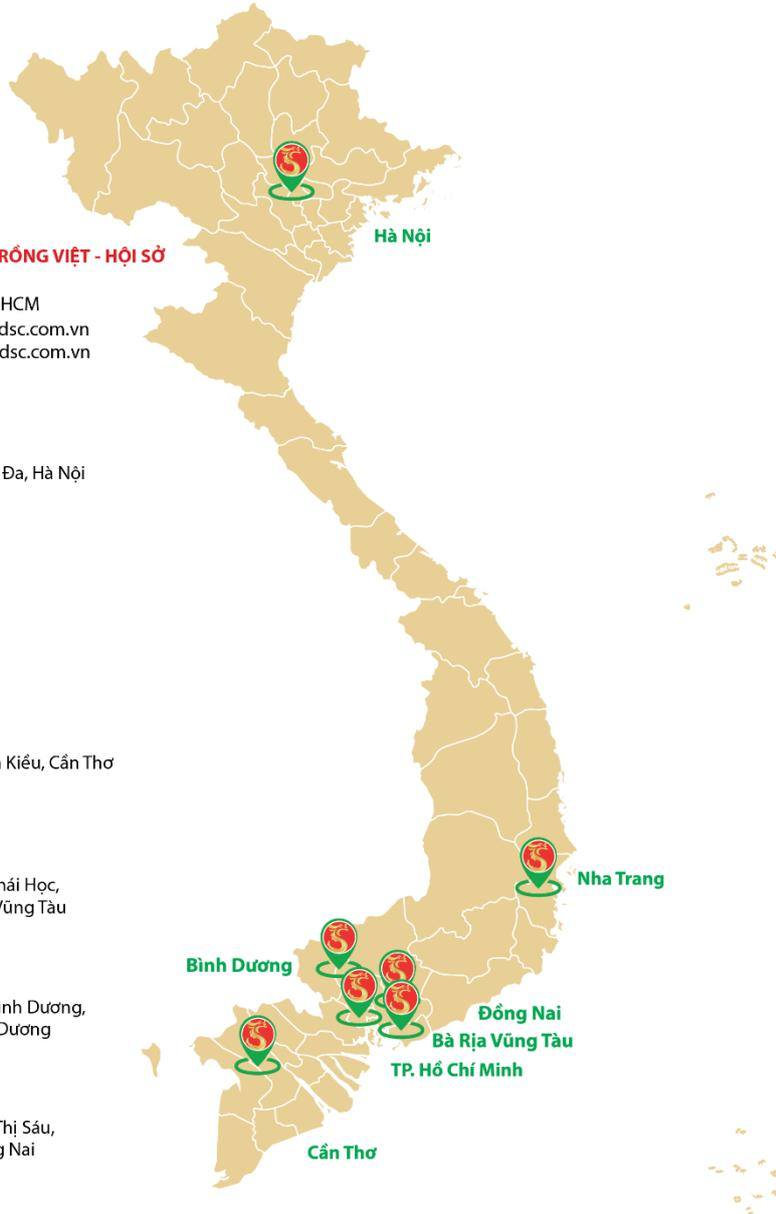 RỒNG VIỆT - HỘI SỞ
HCM
dsc.com.vn
dsc.com.vn
Đa, Hà Nội
Kiều, Cần Thơ
hái Học,
Vũng Tàu
ình Dương,
Dương
Thị Sáu,
g Nai
Hà Nội
Nha Trang
Bình Dương
Đồng Nai
Bà Rịa Vũng Tàu
TP. Hồ Chí Minh
Cần Thơ